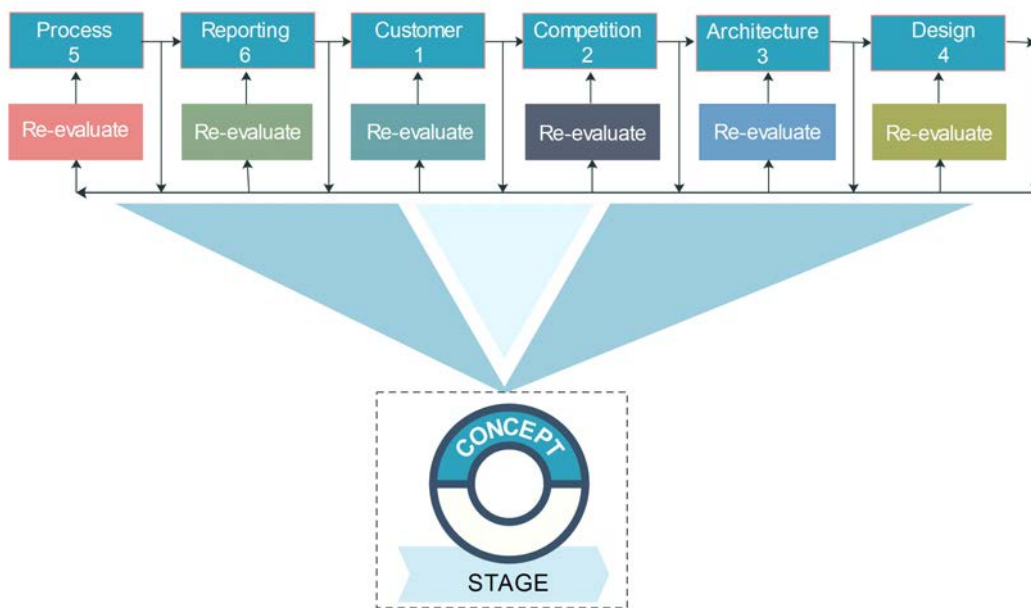 Process
5
Reporting
6
Customer
1
Competition
2
Architecture
3
Design
4
Re-evaluate
Re-evaluate
Re-evaluate
Re-evaluate
Re-evaluate
Re-evaluate
CONCEPT
STAGE